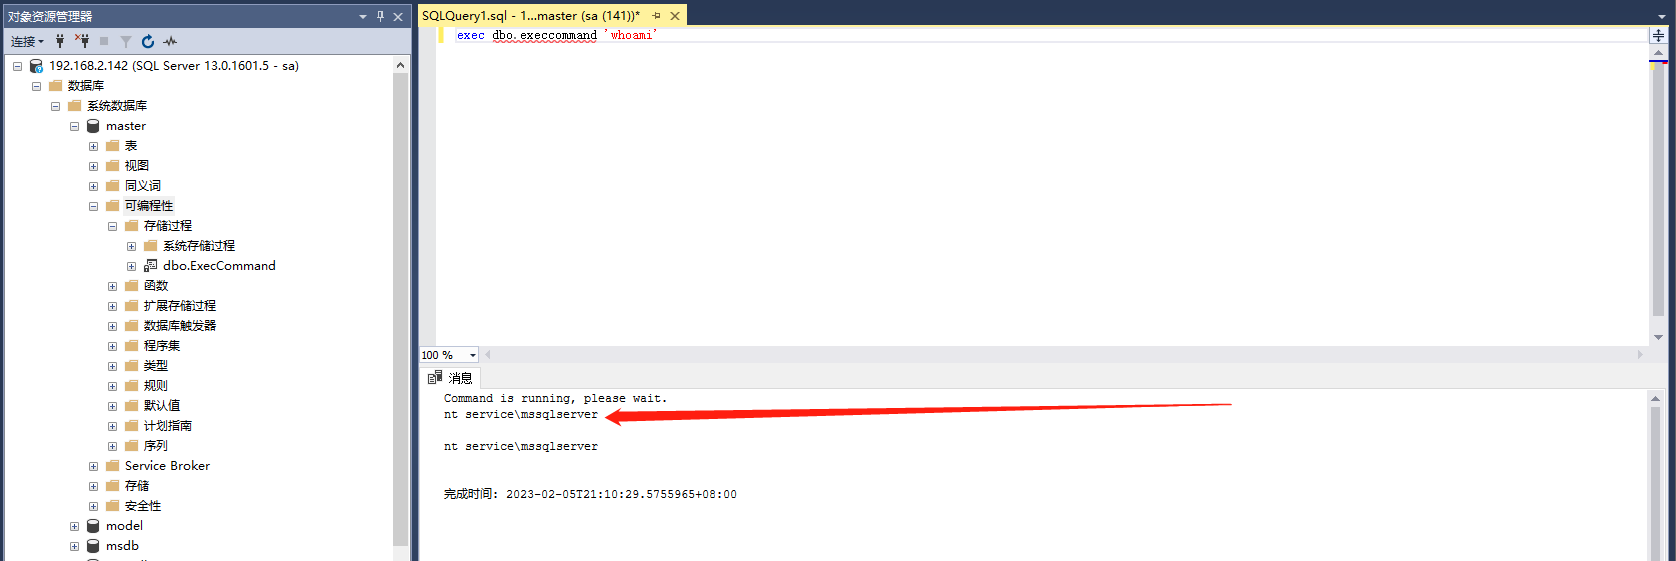 对象资源管理器
连接
192.168.2.142 (SQL Server 13.0.1601.5 - sa)
数据库
系统数据库
master
表
视图
同义词
可编程性
存储过程
系统存储过程
dbo.ExecCommand
函数
扩展存储过程
数据库触发器
程序集
类型
规则
默认值
计划指南
序列
Service Broker
存储
安全性
model
msdb
SQLQuery1.sql - 1...master (sa (141))*
exec dbo.execcommand 'whoami'
100 %
消息
Command is running, please wait.
nt service\mssqlserver
nt service\mssqlserver
完成时间: 2023-02-05T21:10:29.5755965+08:00